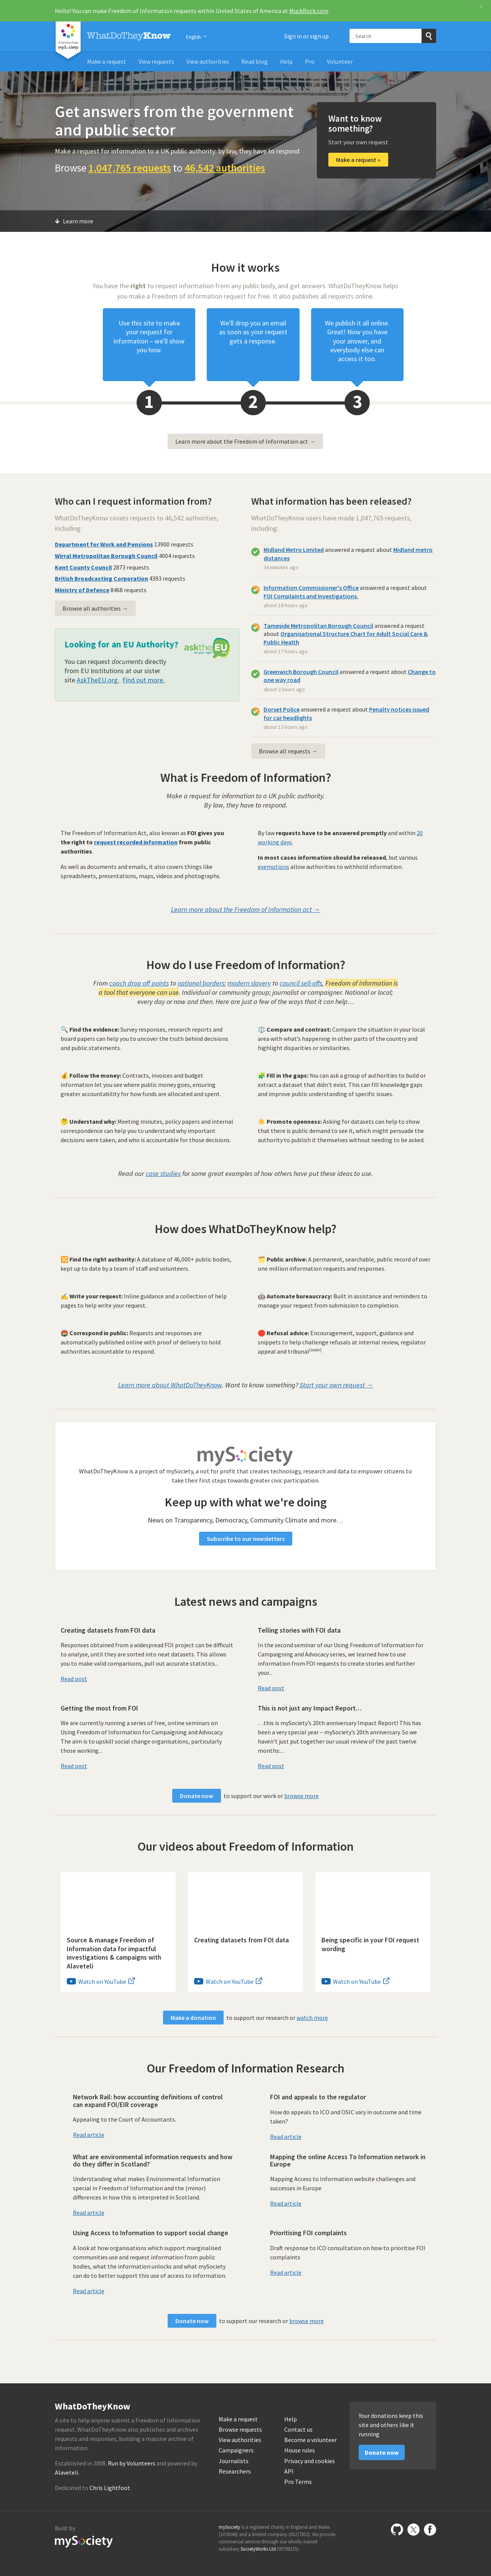 Hello! You can make Freedom of Information requests within United States of America at MuckRock.com
×
mySociety
WhatDoTheyKnow
English
Sign in or sign up
Search
Make a request
View requests
View authorities
Read blog
Help
Pro
Volunteer
Get answers from the government
and public sector
Make a request for information to a UK public authority: by law, they have to respond
Browse 1,047,765 requests to 46,542 authorities
Want to know
something?
Start your own request
Make a request »
Learn more
How it works
You have the right to request information from any public body, and get answers. WhatDoTheyKnow helps
you make a Freedom of Information request for free. It also publishes all requests online.
Use this site to make
your request for
information – we'll show
you how.
We'll drop you an email
as soon as your request
gets a response.
We publish it all online.
Great! Now you have
your answer, and
everybody else can
access it too.
1
2
3
Learn more about the Freedom of Information act →
Who can I request information from?
WhatDoTheyKnow covers requests to 46,542 authorities,
including:
Department for Work and Pensions 13900 requests
Wirral Metropolitan Borough Council 4004 requests
Kent County Council 2873 requests
British Broadcasting Corporation 4393 requests
Ministry of Defence 8468 requests
Browse all authorities →
Looking for an EU Authority?
asktheEU
You can request documents directly
from EU Institutions at our sister
site AskTheEU.org . Find out more .
What information has been released?
WhatDoTheyKnow users have made 1,047,765 requests,
including:
Midland Metro Limited answered a request about Midland metro
distances
34 minutes ago
Information Commissioner's Office answered a request about
FOI Complaints and Investigations.
about 16 hours ago
Tameside Metropolitan Borough Council answered a request
about Organisational Structure Chart for Adult Social Care &
Public Health
about 17 hours ago
Greenwich Borough Council answered a request about Change to
one way road
about 2 hours ago
Dorset Police answered a request about Penalty notices issued
for car headlights
about 13 hours ago
Browse all requests →
What is Freedom of Information?
Make a request for information to a UK public authority.
By law, they have to respond.
The Freedom of Information Act, also known as FOI gives you
the right to request recorded information from public
authorities.
As well as documents and emails, it also covers things like
spreadsheets, presentations, maps, videos and photographs.
By law requests have to be answered promptly and within 20
working days.
In most cases information should be released, but various
exemptions allow authorities to withhold information.
Learn more about the Freedom of Information act →
How do I use Freedom of Information?
From coach drop off points to national borders; modern slavery to council sell-offs, Freedom of Information is
a tool that everyone can use. Individual or community group; journalist or campaigner. National or local;
every day or now and then. Here are just a few of the ways that it can help…
🔍 Find the evidence: Survey responses, research reports and
board papers can help you to uncover the truth behind decisions
and public statements.
⚖️ Compare and contrast: Compare the situation in your local
area with what's happening in other parts of the country and
highlight disparities or similarities.
💰 Follow the money: Contracts, invoices and budget
information let you see where public money goes, ensuring
greater accountability for how funds are allocated and spent.
🧩 Fill in the gaps: You can ask a group of authorities to build or
extract a dataset that didn't exist. This can fill knowledge gaps
and improve public understanding of specific issues.
🤔 Understand why: Meeting minutes, policy papers and internal
correspondence can help you to understand why important
decisions were taken, and who is accountable for those decisions.
☀️ Promote openness: Asking for datasets can help to show
that there is public demand to see it, which might persuade the
authority to publish it themselves without needing to be asked.
Read our case studies for some great examples of how others have put these ideas to use.
How does WhatDoTheyKnow help?
🔀 Find the right authority: A database of 46,000+ public bodies,
kept up to date by a team of staff and volunteers.
🗂️ Public archive: A permanent, searchable, public record of over
one million information requests and responses.
✍️ Write your request: Inline guidance and a collection of help
pages to help write your request.
🤖 Automate bureaucracy: Built in assistance and reminders to
manage your request from submission to completion.
📮 Correspond in public: Requests and responses are
automatically published online with proof of delivery to hold
authorities accountable to respond.
🛑 Refusal advice: Encouragement, support, guidance and
snippets to help challenge refusals at internal review, regulator
appeal and tribunal[soon].
Learn more about WhatDoTheyKnow. Want to know something? Start your own request →
mySociety
WhatDoTheyKnow is a project of mySociety, a not for profit that creates technology, research and data to empower citizens to
take their first steps towards greater civic participation.
Keep up with what we're doing
News on Transparency, Democracy, Community Climate and more…
Subscribe to our newsletters
Latest news and campaigns
Creating datasets from FOI data
Responses obtained from a widespread FOI project can be difficult
to analyse, until they are sorted into neat datasets. This allows
you to make valid comparisons, pull out accurate statistics...
Read post
Telling stories with FOI data
In the second seminar of our Using Freedom of Information for
Campaigning and Advocacy series, we learned how to use
information from FOI requests to create stories and further
your...
Read post
Getting the most from FOI
We are currently running a series of free, online seminars on
Using Freedom of Information for Campaigning and Advocacy.
The aim is to upskill social change organisations, particularly
those working...
Read post
This is not just any Impact Report…
…this is mySociety's 20th anniversary Impact Report! This has
been a very special year – mySociety's 20th anniversary. So we
haven't just put together our usual review of the past twelve
months:...
Read post
Donate now to support our work or browse more
Our videos about Freedom of Information
Source & manage Freedom of
Information data for impactful
investigations & campaigns with
Alaveteli
Watch on YouTube
Creating datasets from FOI data
Watch on YouTube
Being specific in your FOI request
wording
Watch on YouTube
Make a donation to support our research or watch more
Our Freedom of Information Research
Network Rail: how accounting definitions of control
can expand FOI/EIR coverage
Appealing to the Court of Accountants.
Read article
FOI and appeals to the regulator
How do appeals to ICO and OSIC vary in outcome and time
taken?
Read article
What are environmental information requests and how
do they differ in Scotland?
Understanding what makes Environmental Information
special in Freedom of Information and the (minor)
differences in how this is interpreted in Scotland.
Read article
Mapping the online Access To Information network in
Europe
Mapping Access to Information website challenges and
successes in Europe
Read article
Using Access to Information to support social change
A look at how organisations which support marginalised
communities use and request information from public
bodies, what the information unlocks and what mySociety
can do to better support this use of access to information.
Read article
Prioritising FOI complaints
Draft response to ICO consultation on how to prioritise FOI
complaints
Read article
Donate now to support our research or browse more
WhatDoTheyKnow
A site to help anyone submit a Freedom of Information
request. WhatDoTheyKnow also publishes and archives
requests and responses, building a massive archive of
information.
Established in 2008. Run by Volunteers and powered by
Alaveteli.
Dedicated to Chris Lightfoot.
Make a request
Browse requests
View authorities
Campaigners
Journalists
Researchers
Help
Contact us
Become a volunteer
House rules
Privacy and cookies
API
Pro Terms
Your donations keep this
site and others like it
running
Donate now
Built by
mySociety
mySociety is a registered charity in England and Wales
(1076346) and a limited company (03277032). We provide
commercial services through our wholly owned
subsidiary SocietyWorks Ltd (05798215).